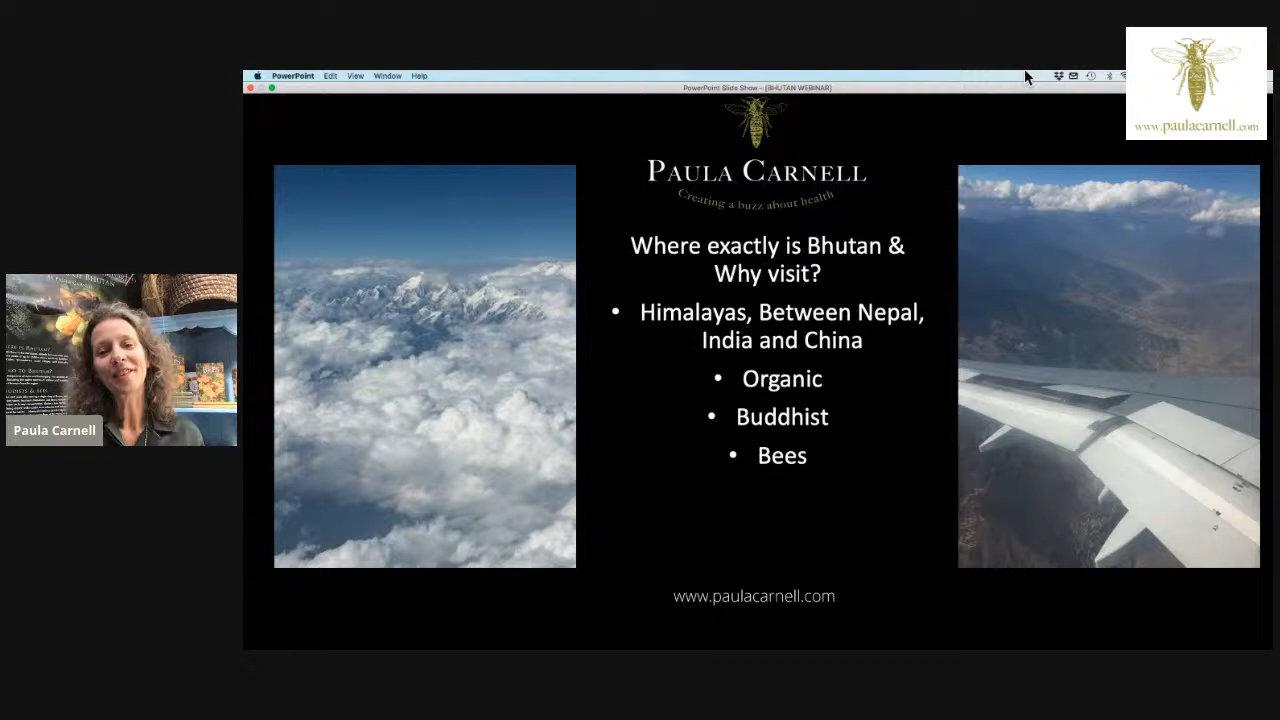 PowerPoint Edit View Window Help
PowerPoint Slide Show - [BHUTAN WEBINAR]
www.paulacarnell.com
PAULA CARNELL
Creating a buzz about health
Where exactly is Bhutan &
Why visit?
• Himalayas, Between Nepal,
India and China
• Organic
• Buddhist
• Bees
www.paulacarnell.com
BHUTAN
Paula Carnell